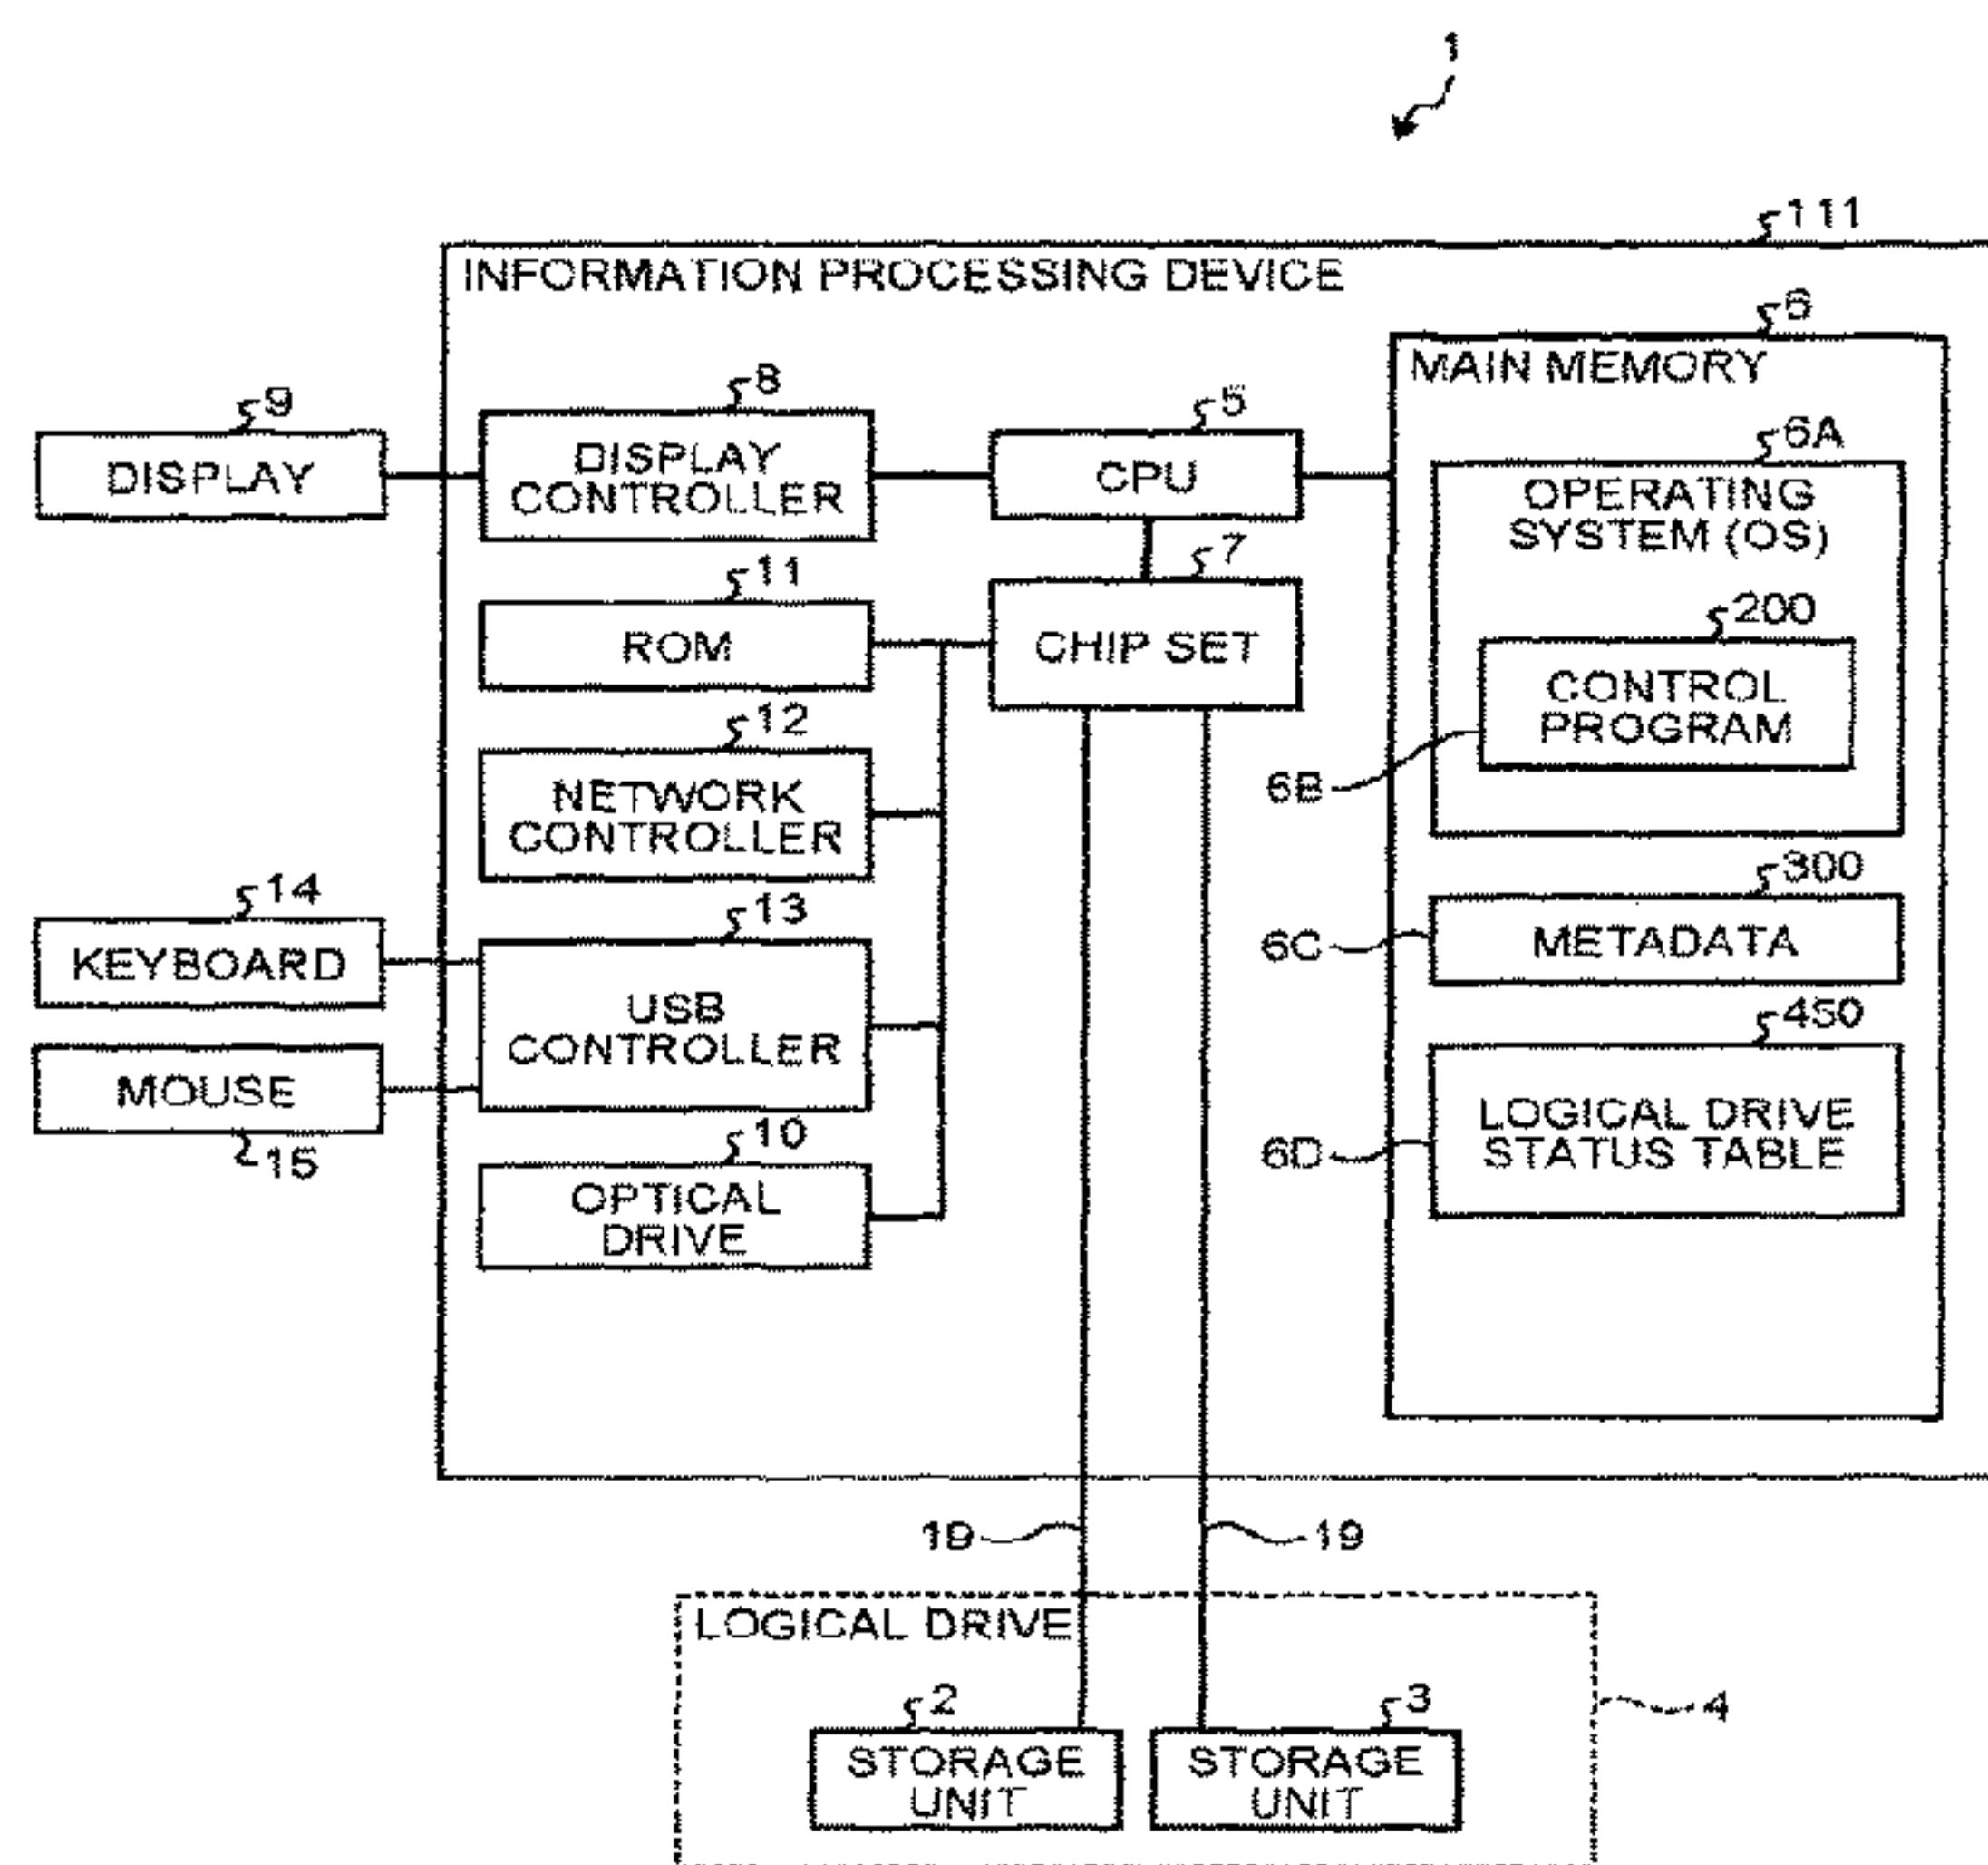 1
111
INFORMATION PROCESSING DEVICE
6
MAIN MEMORY
9
DISPLAY
8
DISPLAY
CONTROLLER
5
CPU
6A
OPERATING
SYSTEM (OS)
11
ROM
7
CHIP SET
200
CONTROL
PROGRAM
6B
12
NETWORK
CONTROLLER
14
KEYBOARD
13
USB
CONTROLLER
300
6C
METADATA
MOUSE
15
450
6D
LOGICAL DRIVE
STATUS TABLE
10
OPTICAL
DRIVE
19
19
LOGICAL DRIVE
2
STORAGE
UNIT
3
STORAGE
UNIT
4